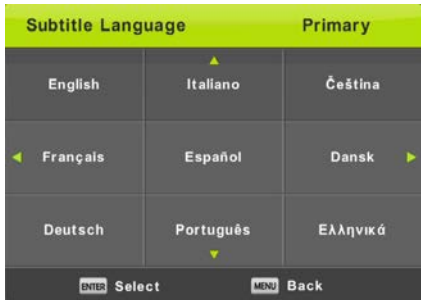 Subtitle Language Primary
English Italiano Čeština
Français Español Dansk
Deutsch Português Ελληνικά
ENTER Select MENU Back